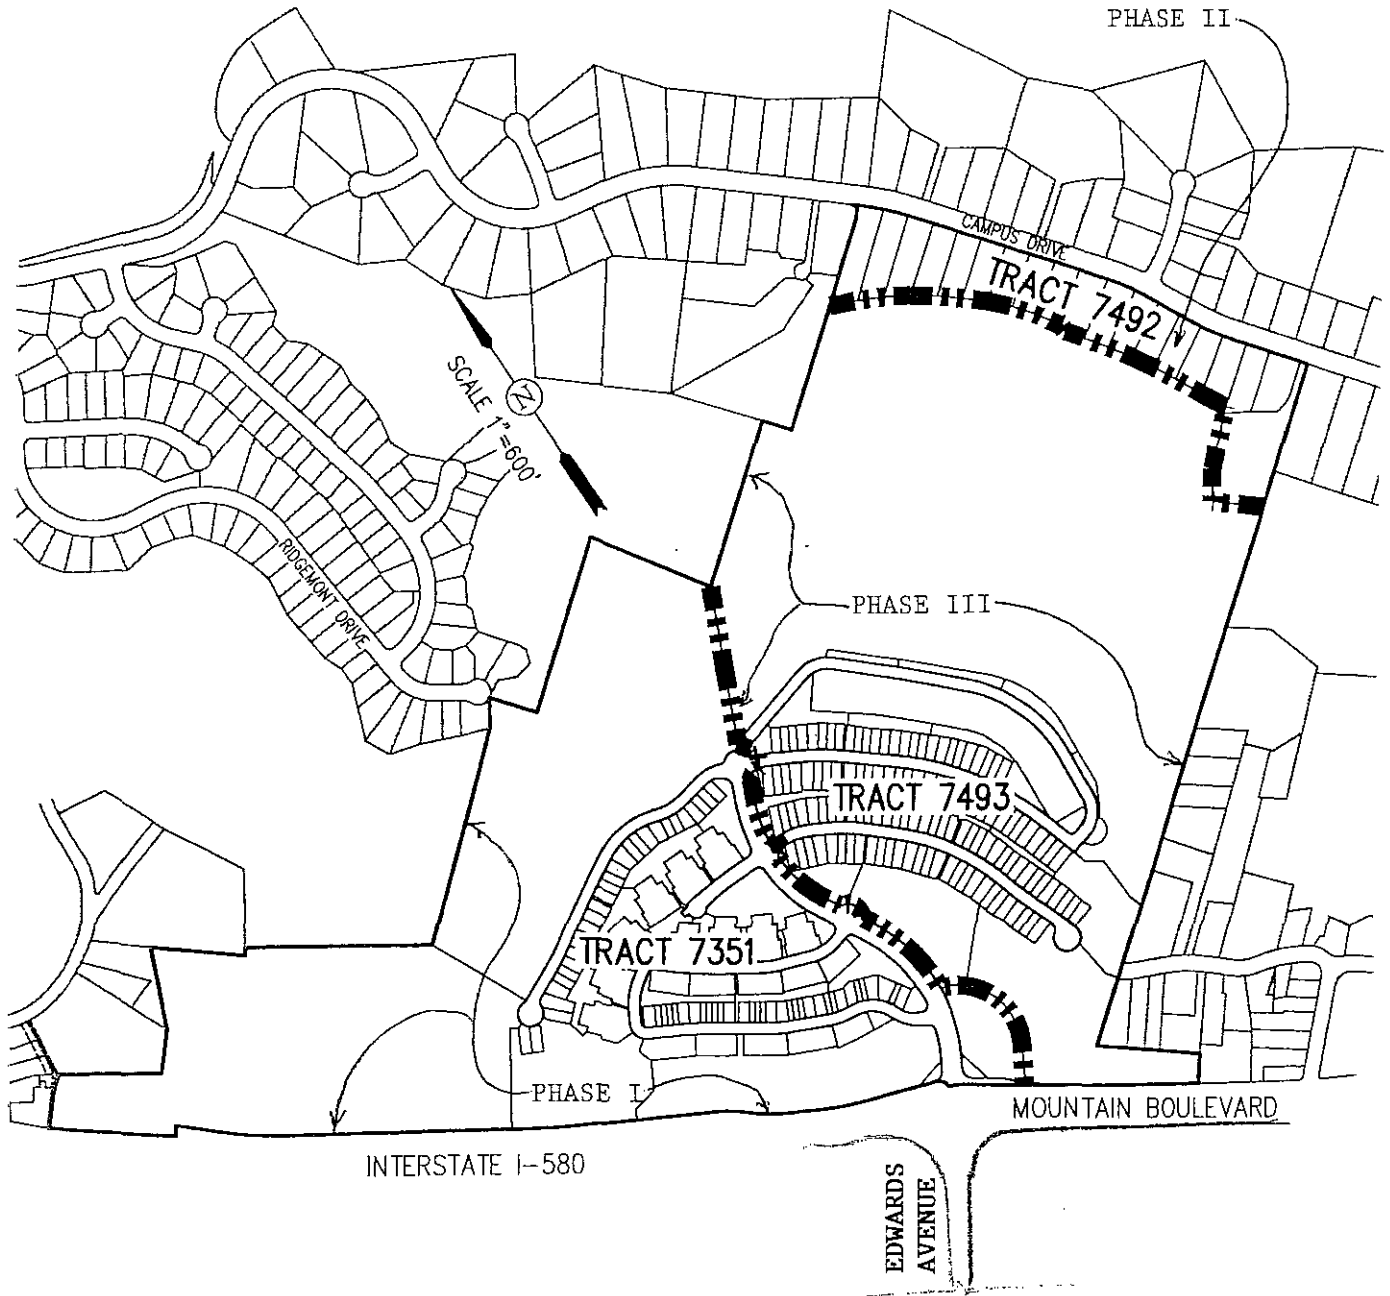 PHASE II
CAMPUS DRIVE
TRACT 7492
SCALE 1"=600'
N
RIDGEMONT DRIVE
PHASE III
TRACT 7493
TRACT 7351
PHASE I
MOUNTAIN BOULEVARD
INTERSTATE I-580
EDWARDS
AVENUE